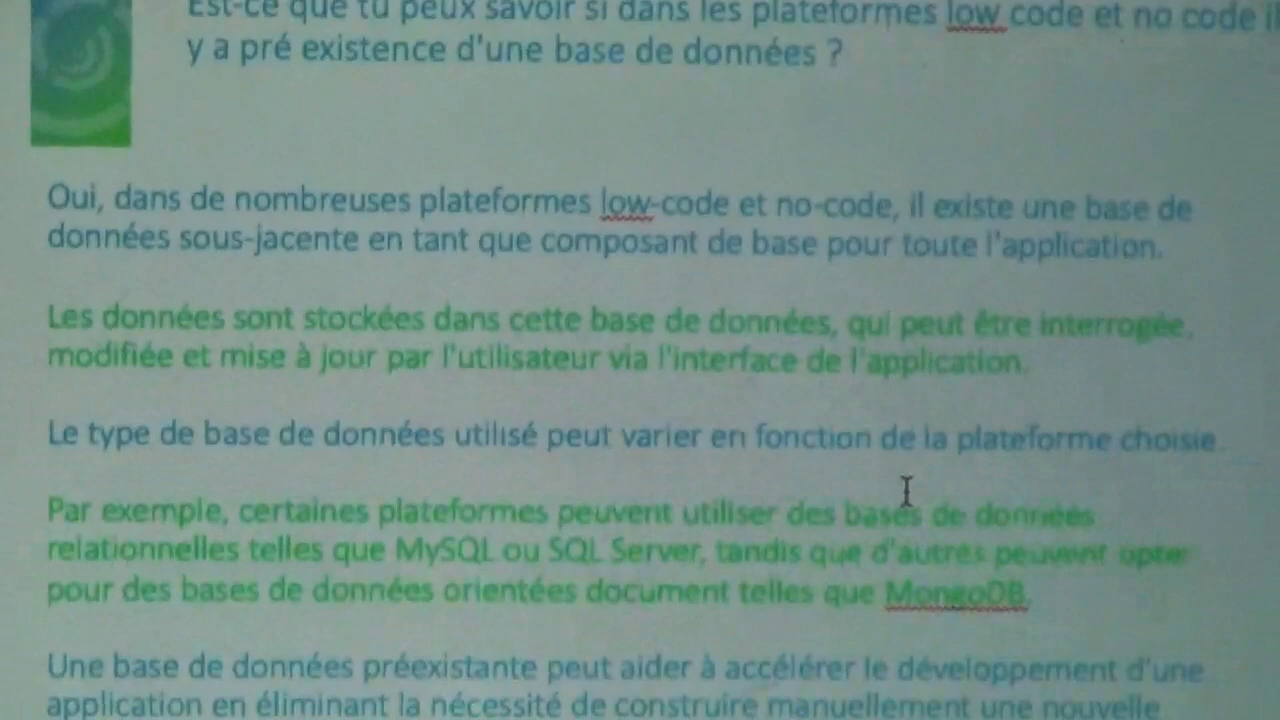 Est-ce que tu peux savoir si dans les plateformes low code et no code il
y a pré existence d'une base de données ?
Oui, dans de nombreuses plateformes low-code et no-code, il existe une base de
données sous-jacente en tant que composant de base pour toute l'application.
Les données sont stockées dans cette base de données, qui peut être interrogée,
modifiée et mise à jour par l'utilisateur via l'interface de l'application.
Le type de base de données utilisé peut varier en fonction de la plateforme choisie.
Par exemple, certaines plateformes peuvent utiliser des bases de données
relationnelles telles que MySQL ou SQL Server, tandis que d'autres peuvent opter
pour des bases de données orientées document telles que MongoDB.
Une base de données préexistante peut aider à accélérer le développement d'une
application en éliminant la nécessité de construire manuellement une nouvelle